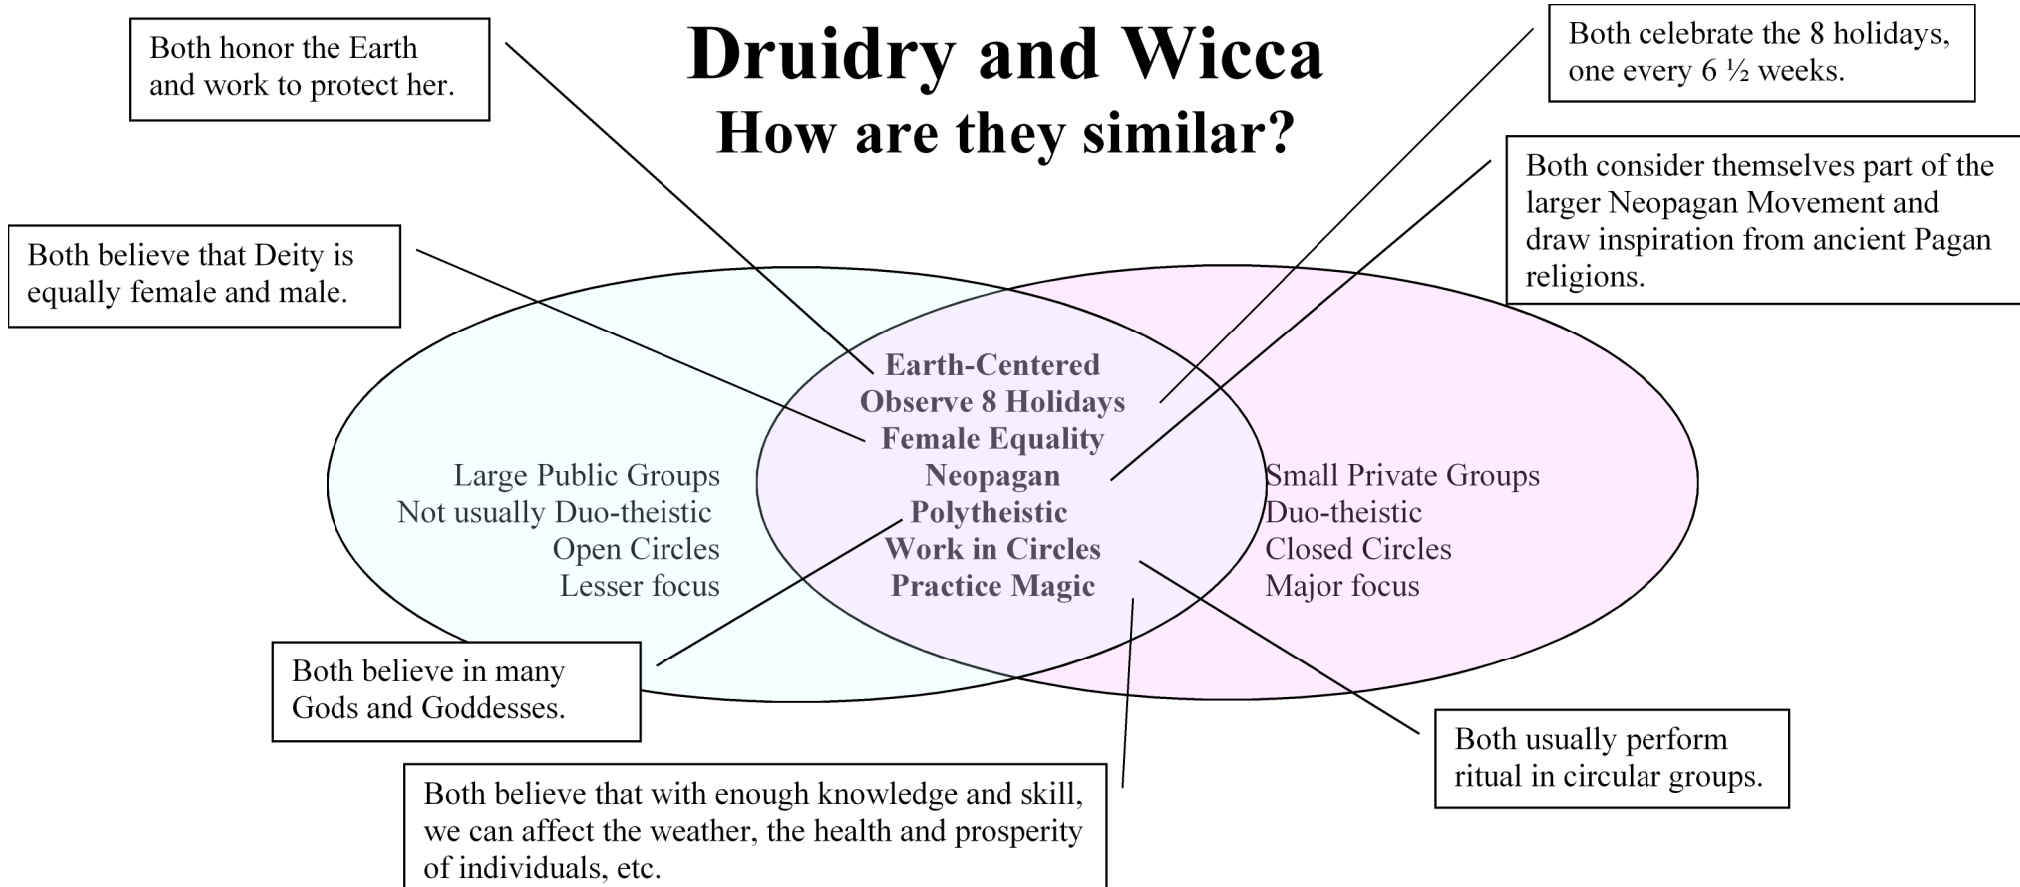 Druidry and Wicca
How are they similar?
Both honor the Earth
and work to protect her.
Both celebrate the 8 holidays,
one every 6 ½ weeks.
Both consider themselves part of the
larger Neopagan Movement and
draw inspiration from ancient Pagan
religions.
Both believe that Deity is
equally female and male.
Earth-Centered
Observe 8 Holidays
Female Equality
Neopagan
Polytheistic
Work in Circles
Practice Magic
Large Public Groups
Not usually Duo-theistic
Open Circles
Lesser focus
Small Private Groups
Duo-theistic
Closed Circles
Major focus
Both believe in many
Gods and Goddesses.
Both usually perform
ritual in circular groups.
Both believe that with enough knowledge and skill,
we can affect the weather, the health and prosperity
of individuals, etc.